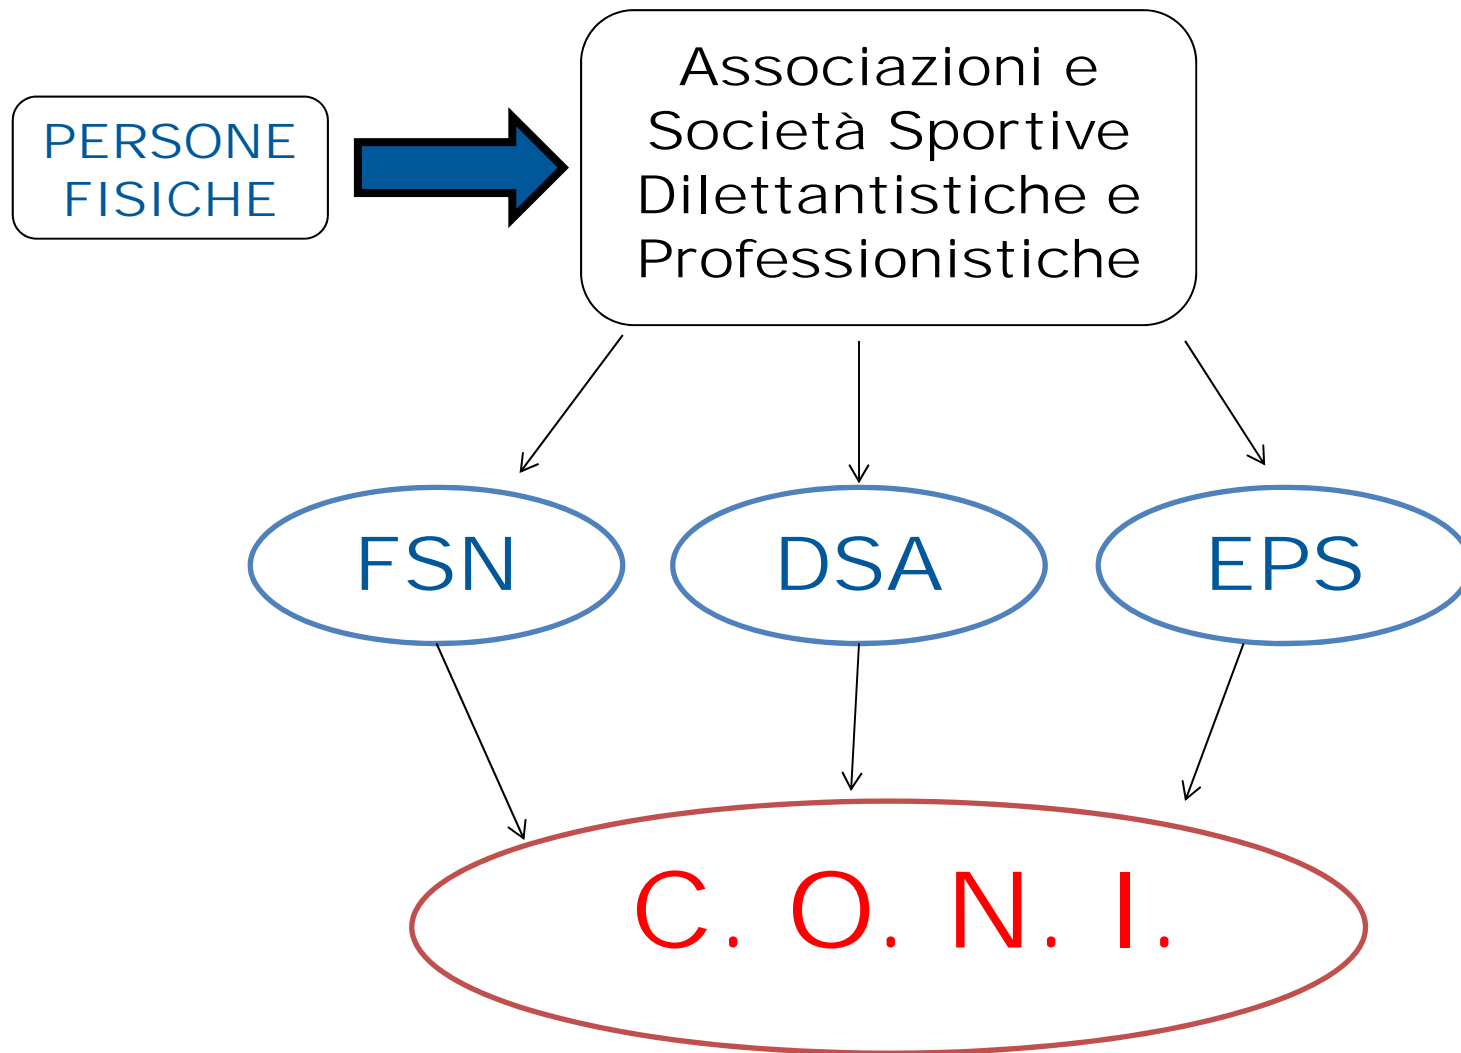 PERSONE
FISICHE
Associazioni e
Società Sportive
Dilettantistiche e
Professionistiche
FSN
DSA
EPS
C. O. N. I.